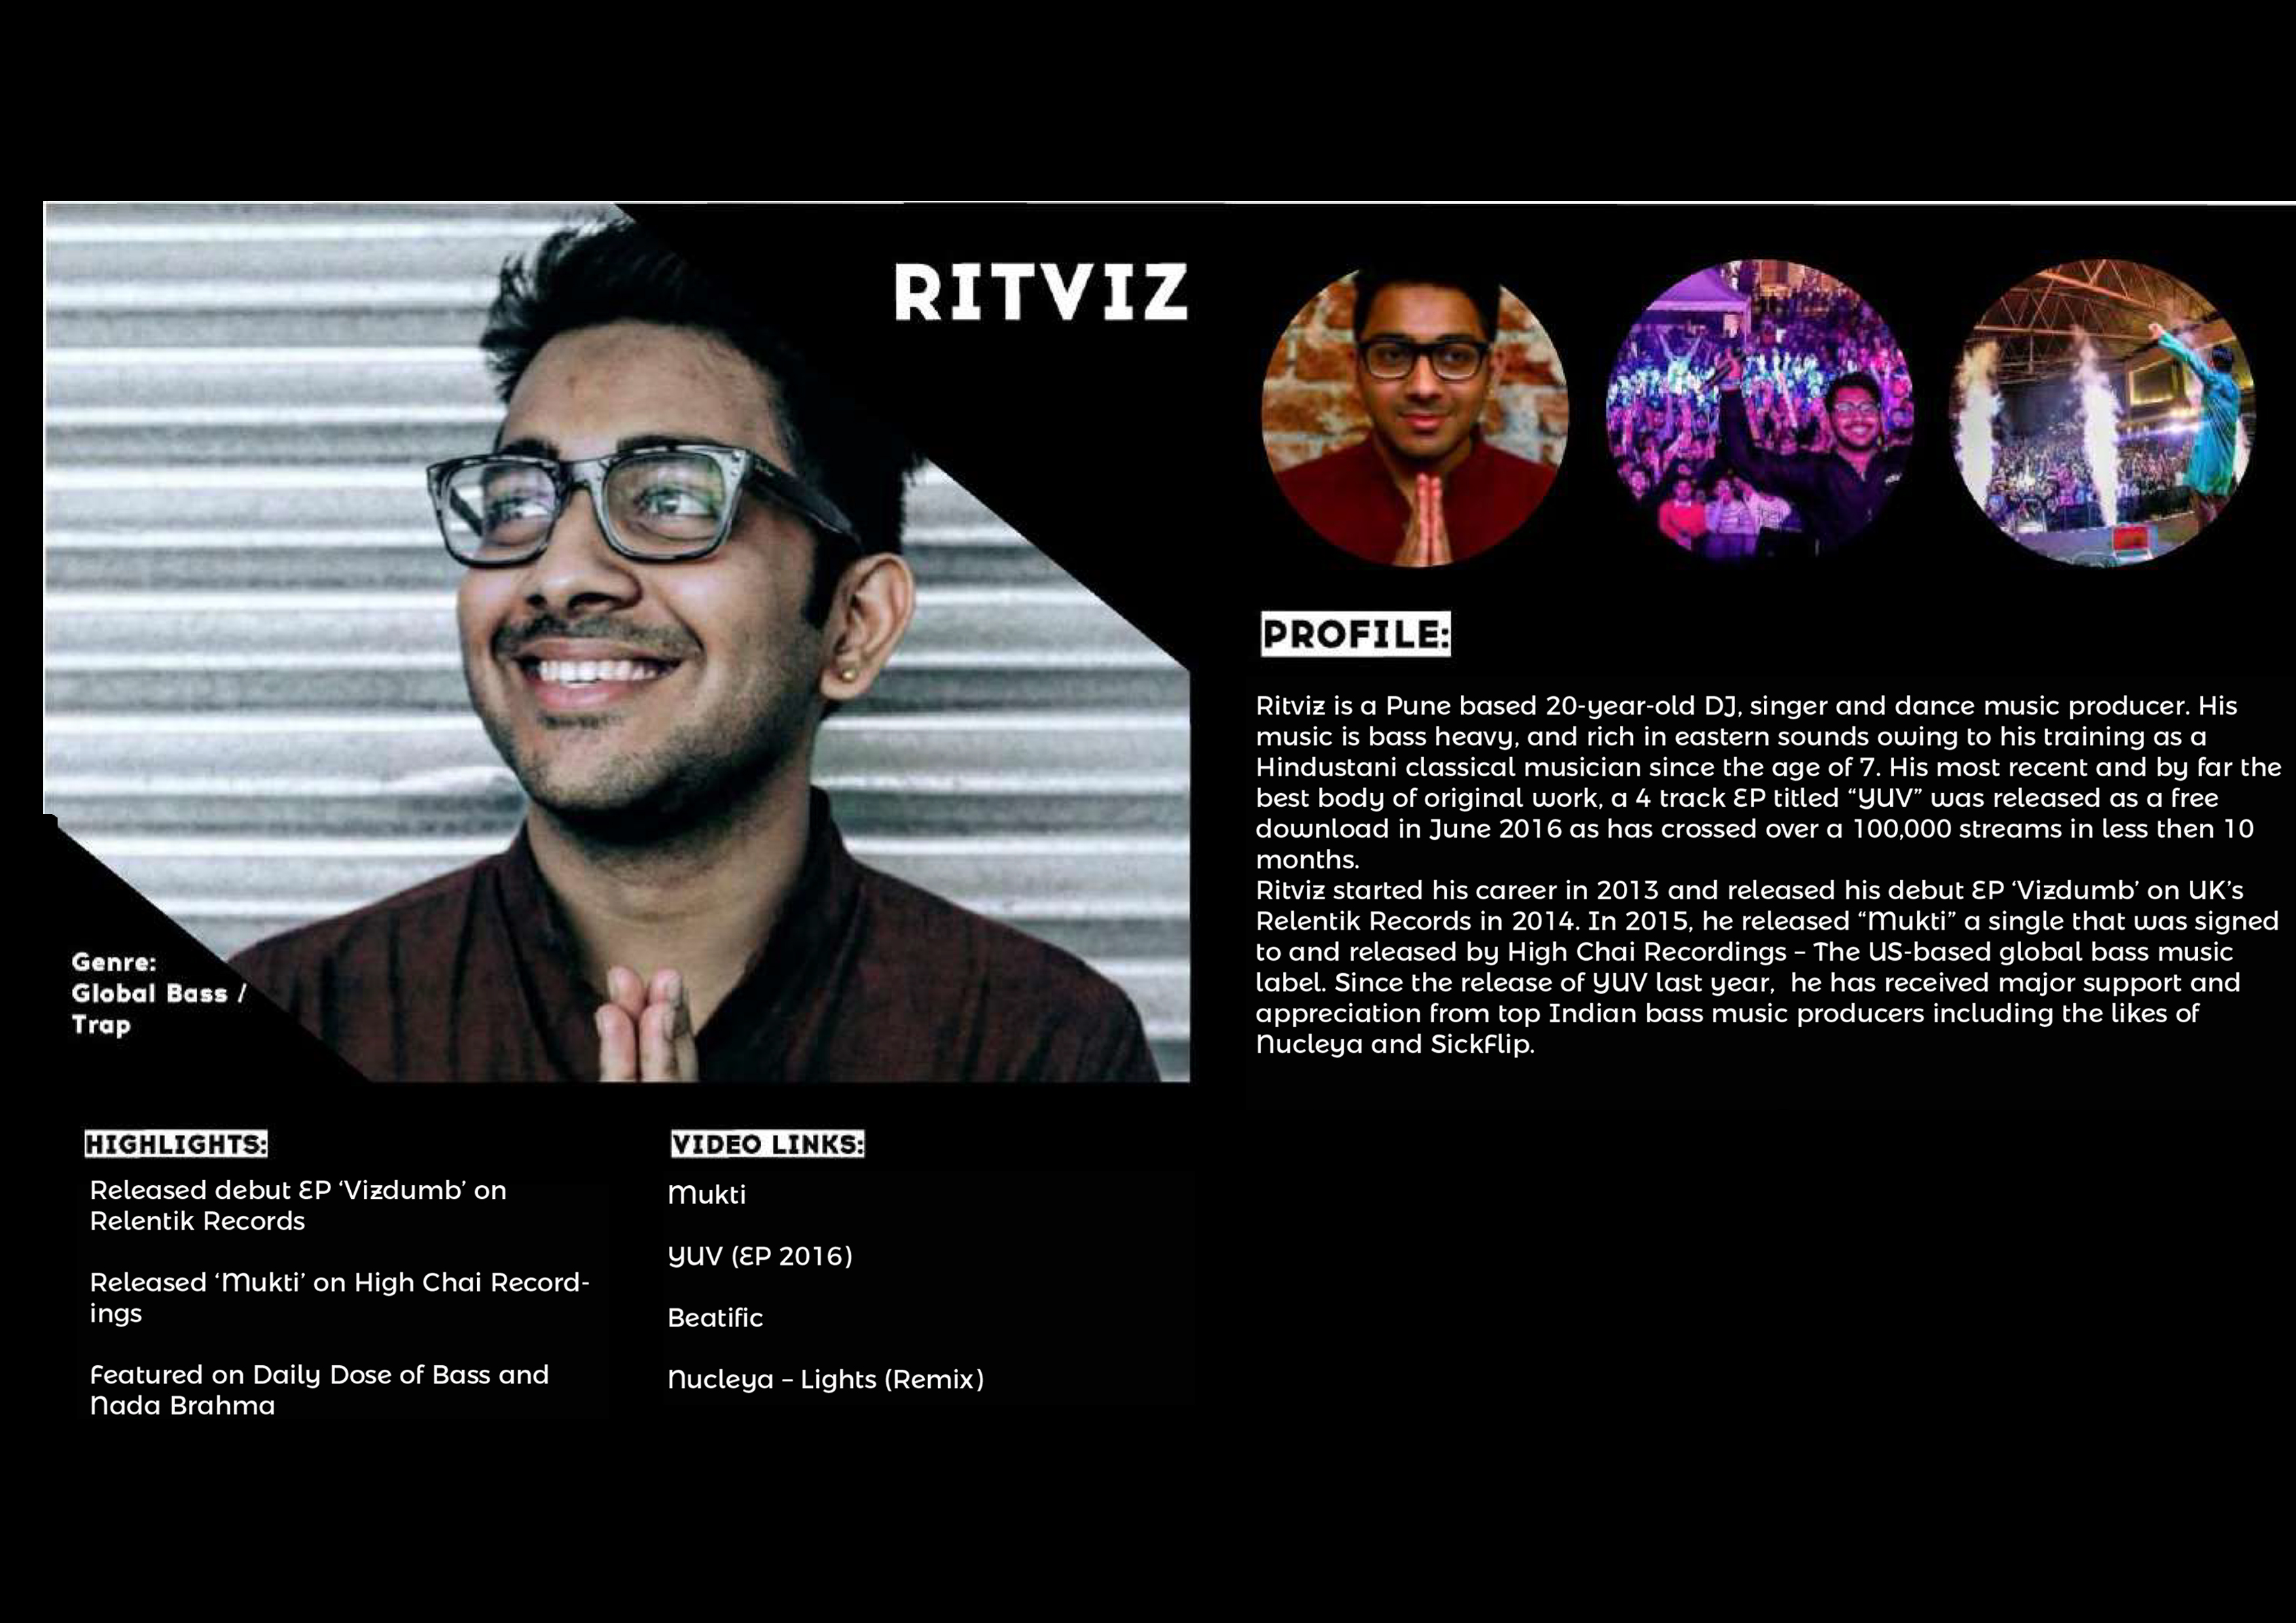 RITVIZ
Genre:
Global Bass /
Trap
HIGHLIGHTS:
Released debut EP ‘Vizdumb’ on
Relentik Records
Released ‘Mukti’ on High Chai Record-
ings
Featured on Daily Dose of Bass and
Nada Brahma
VIDEO LINKS:
Mukti
YUV (EP 2016)
Beatific
Nucleya – Lights (Remix)
PROFILE:
Ritviz is a Pune based 20-year-old DJ, singer and dance music producer. His
music is bass heavy, and rich in eastern sounds owing to his training as a
Hindustani classical musician since the age of 7. His most recent and by far the
best body of original work, a 4 track EP titled “YUV” was released as a free
download in June 2016 as has crossed over a 100,000 streams in less then 10
months.
Ritviz started his career in 2013 and released his debut EP ‘Vizdumb’ on UK’s
Relentik Records in 2014. In 2015, he released “Mukti” a single that was signed
to and released by High Chai Recordings – The US-based global bass music
label. Since the release of YUV last year,  he has received major support and
appreciation from top Indian bass music producers including the likes of
Nucleya and SickFlip.